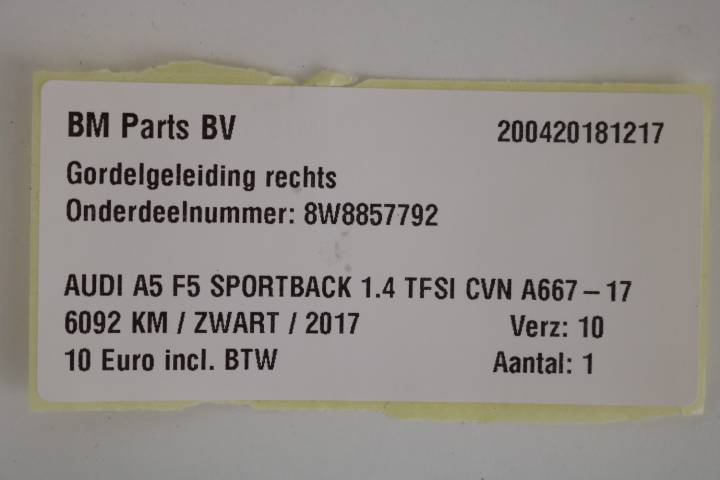 BM Parts BV 200420181217
Gordelgeleiding rechts
Onderdeelnummer: 8W8857792
AUDI A5 F5 SPORTBACK 1.4 TFSI CVN A667 – 17
6092 KM / ZWART / 2017 Verz: 10
10 Euro incl. BTW Aantal: 1